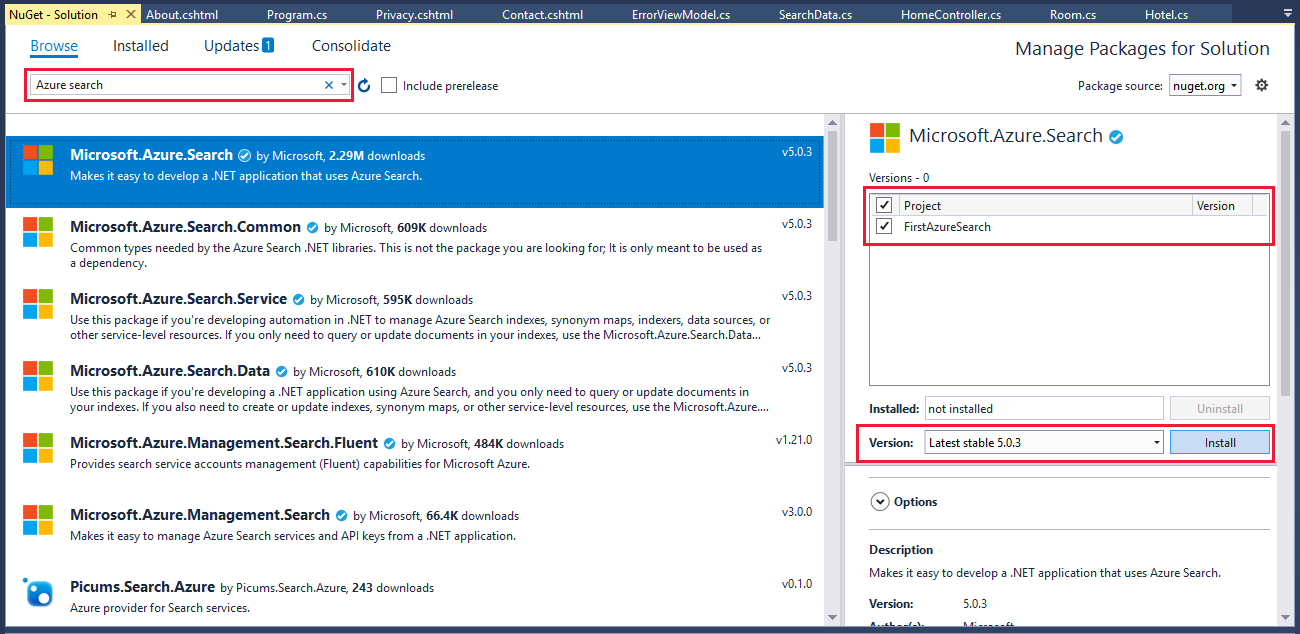 NuGet - Solution
About.cshtml
Program.cs
Privacy.cshtml
Contact.cshtml
ErrorViewModel.cs
SearchData.cs
HomeController.cs
Room.cs
Hotel.cs
Browse
Installed
Updates 1
Consolidate
Manage Packages for Solution
Azure search
Include prerelease
Package source: nuget.org
Microsoft.Azure.Search by Microsoft, 2.29M downloads
v5.0.3
Makes it easy to develop a .NET application that uses Azure Search.
Microsoft.Azure.Search.Common by Microsoft, 609K downloads
v5.0.3
Common types needed by the Azure Search .NET libraries. This is not the package you are looking for; It is only meant to be used as
a dependency.
Microsoft.Azure.Search.Service by Microsoft, 595K downloads
v5.0.3
Use this package if you're developing automation in .NET to manage Azure Search indexes, synonym maps, indexers, data sources, or
other service-level resources. If you only need to query or update documents in your indexes, use the Microsoft.Azure.Search.Data...
Microsoft.Azure.Search.Data by Microsoft, 610K downloads
v5.0.3
Use this package if you're developing a .NET application using Azure Search, and you only need to query or update documents in
your indexes. If you also need to create or update indexes, synonym maps, or other service-level resources, use the Microsoft.Azure....
Microsoft.Azure.Management.Search.Fluent by Microsoft, 484K downloads
v1.21.0
Provides search service accounts management (Fluent) capabilities for Microsoft Azure.
Microsoft.Azure.Management.Search by Microsoft, 66.4K downloads
v3.0.0
Makes it easy to manage Azure Search services and API keys from a .NET application.
Picums.Search.Azure by Picums.Search.Azure, 243 downloads
v0.1.0
Azure provider for Search services.
Microsoft.Azure.Search
Versions - 0
Project
Version
FirstAzureSearch
Installed: not installed
Uninstall
Version: Latest stable 5.0.3
Install
Options
Description
Makes it easy to develop a .NET application that uses Azure Search.
Version: 5.0.3
Author(s): Microsoft